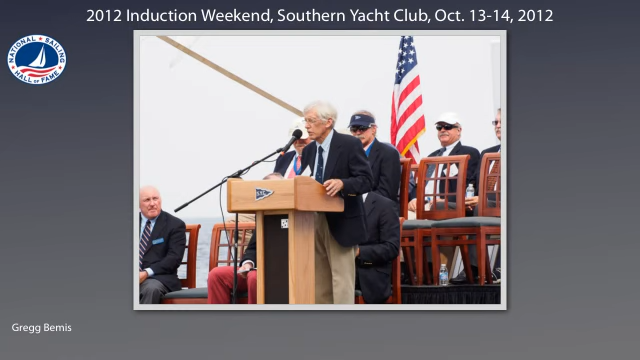 2012 Induction Weekend, Southern Yacht Club, Oct. 13-14, 2012
NATIONAL SAILING
HALL OF FAME
Gregg Bemis